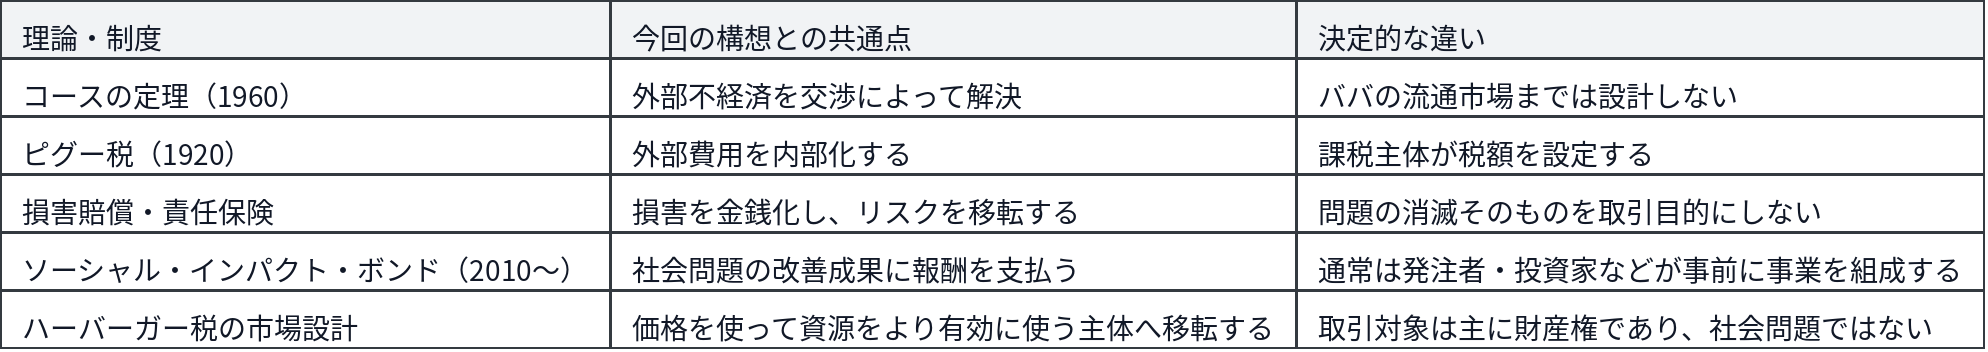 理論・制度 今回の構想との共通点 決定的な違い
コースの定理（1960） 外部不経済を交渉によって解決 ババの流通市場までは設計しない
ピグー税（1920） 外部費用を内部化する 課税主体が税額を設定する
損害賠償・責任保険 損害を金銭化し、リスクを移転する 問題の消滅そのものを取引目的にしない
ソーシャル・インパクト・ボンド（2010〜） 社会問題の改善成果に報酬を支払う 通常は発注者・投資家などが事前に事業を組成する
ハーバーガー税の市場設計 価格を使って資源をより有効に使う主体へ移転する 取引対象は主に財産権であり、社会問題ではない